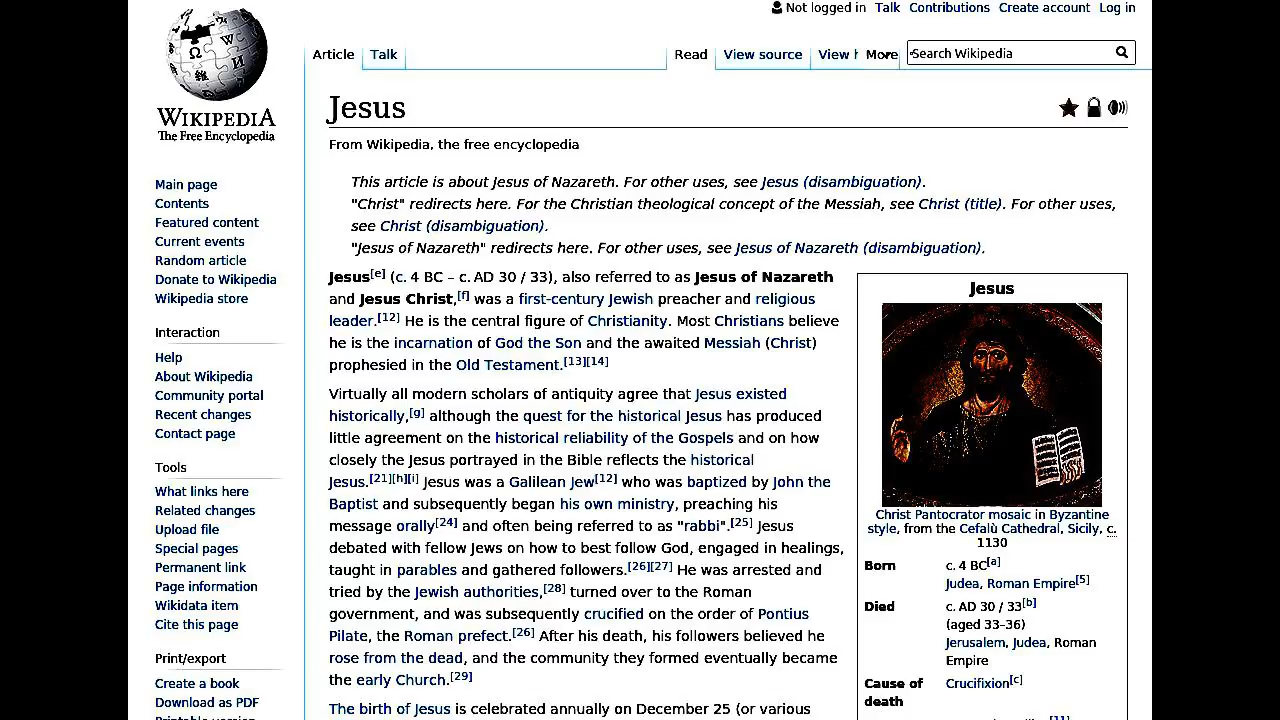 Not logged in Talk Contributions Create account Log in
Article Talk Read View source View h More Search Wikipedia
WIKIPEDIA
The Free Encyclopedia
Main page
Contents
Featured content
Current events
Random article
Donate to Wikipedia
Wikipedia store
Interaction
Help
About Wikipedia
Community portal
Recent changes
Contact page
Tools
What links here
Related changes
Upload file
Special pages
Permanent link
Page information
Wikidata item
Cite this page
Print/export
Create a book
Download as PDF
Printable version
Jesus
From Wikipedia, the free encyclopedia
This article is about Jesus of Nazareth. For other uses, see Jesus (disambiguation).
"Christ" redirects here. For the Christian theological concept of the Messiah, see Christ (title). For other uses,
see Christ (disambiguation).
"Jesus of Nazareth" redirects here. For other uses, see Jesus of Nazareth (disambiguation).
Jesus[e] (c. 4 BC – c. AD 30 / 33), also referred to as Jesus of Nazareth
and Jesus Christ,[f] was a first-century Jewish preacher and religious
leader.[12] He is the central figure of Christianity. Most Christians believe
he is the incarnation of God the Son and the awaited Messiah (Christ)
prophesied in the Old Testament.[13][14]
Virtually all modern scholars of antiquity agree that Jesus existed
historically,[g] although the quest for the historical Jesus has produced
little agreement on the historical reliability of the Gospels and on how
closely the Jesus portrayed in the Bible reflects the historical
Jesus.[21][h][i] Jesus was a Galilean Jew[12] who was baptized by John the
Baptist and subsequently began his own ministry, preaching his
message orally[24] and often being referred to as "rabbi".[25] Jesus
debated with fellow Jews on how to best follow God, engaged in healings,
taught in parables and gathered followers.[26][27] He was arrested and
tried by the Jewish authorities,[28] turned over to the Roman
government, and was subsequently crucified on the order of Pontius
Pilate, the Roman prefect.[26] After his death, his followers believed he
rose from the dead, and the community they formed eventually became
the early Church.[29]
The birth of Jesus is celebrated annually on December 25 (or various
Jesus
Christ Pantocrator mosaic in Byzantine
style, from the Cefalù Cathedral, Sicily, c.
1130
Born c. 4 BC[a]
Judea, Roman Empire[5]
Died c. AD 30 / 33[b]
(aged 33–36)
Jerusalem, Judea, Roman
Empire
Cause of death Crucifixion[c]